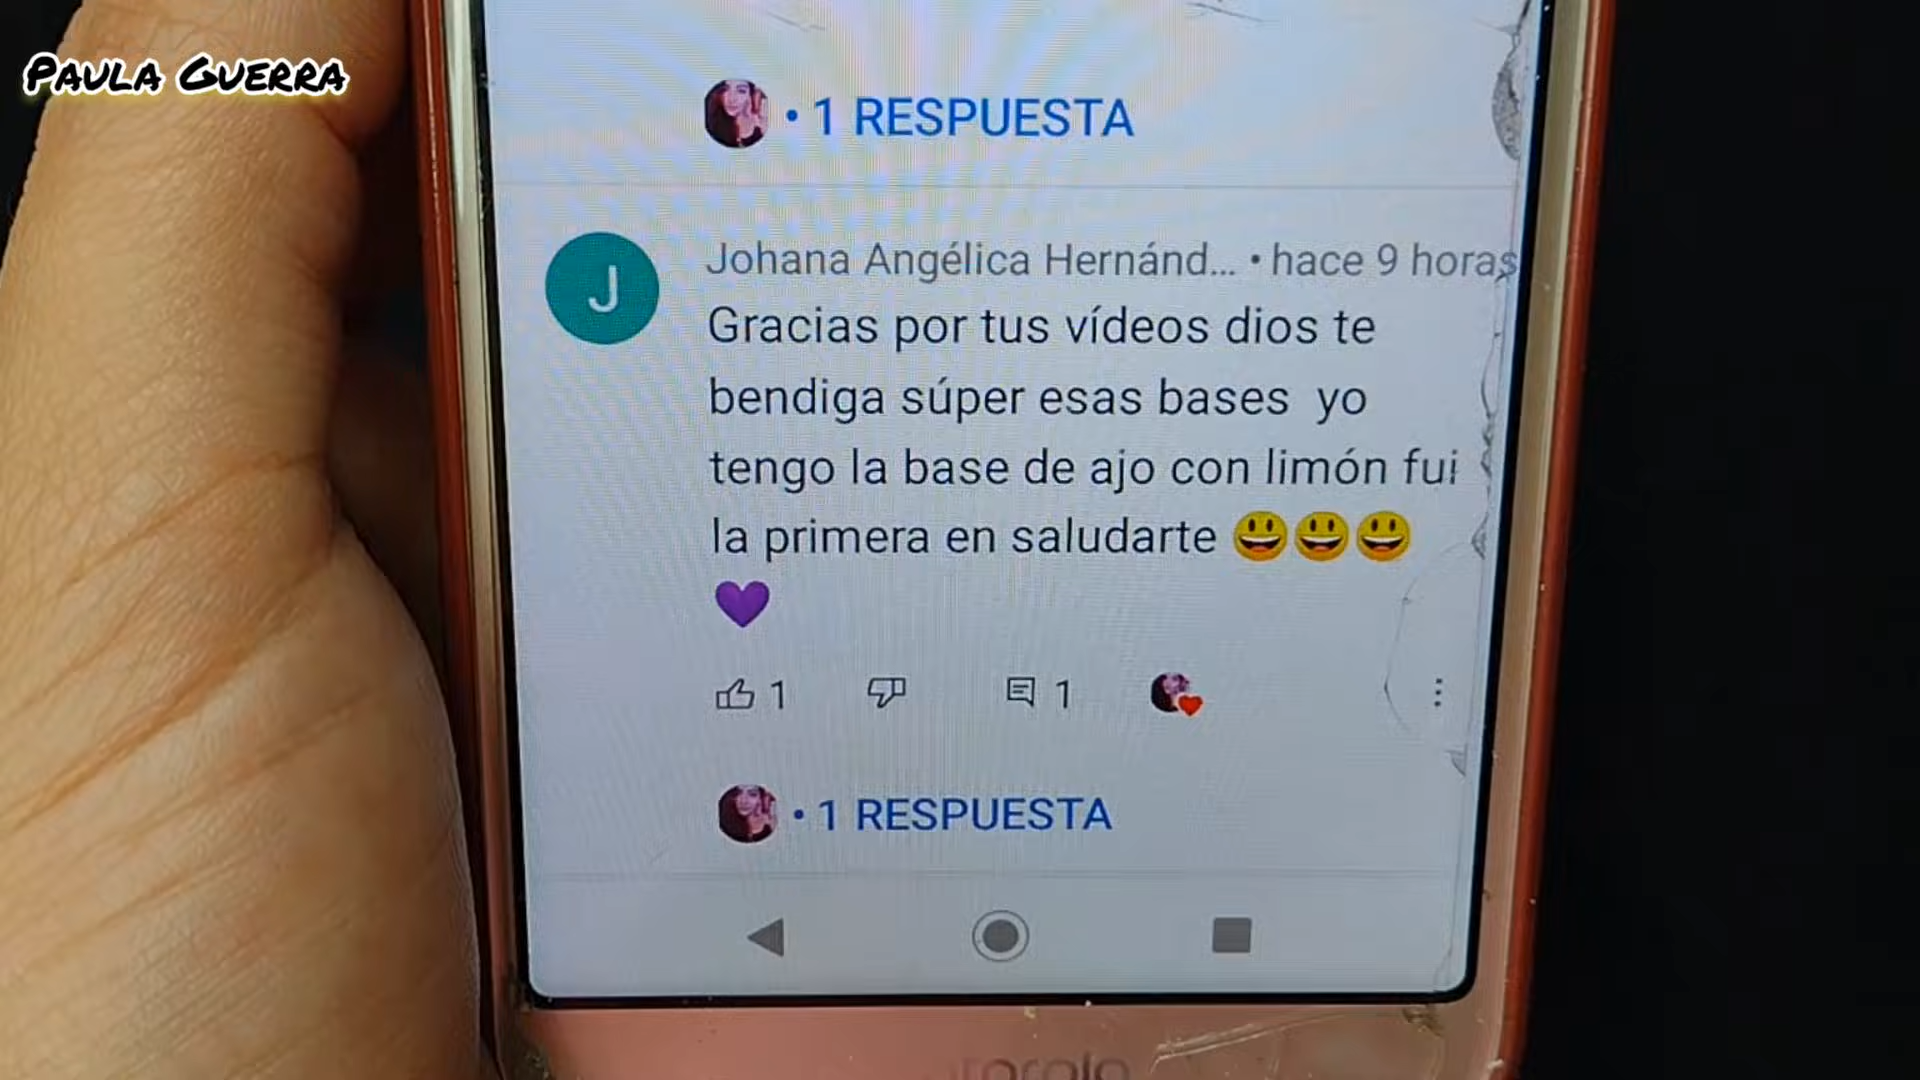 PAULA GUERRA
• 1 RESPUESTA
J
Johana Angélica Hernánd... • hace 9 horas
Gracias por tus vídeos dios te
bendiga súper esas bases yo
tengo la base de ajo con limón fui
la primera en saludarte 😃😃😃
💜
1 1
• 1 RESPUESTA